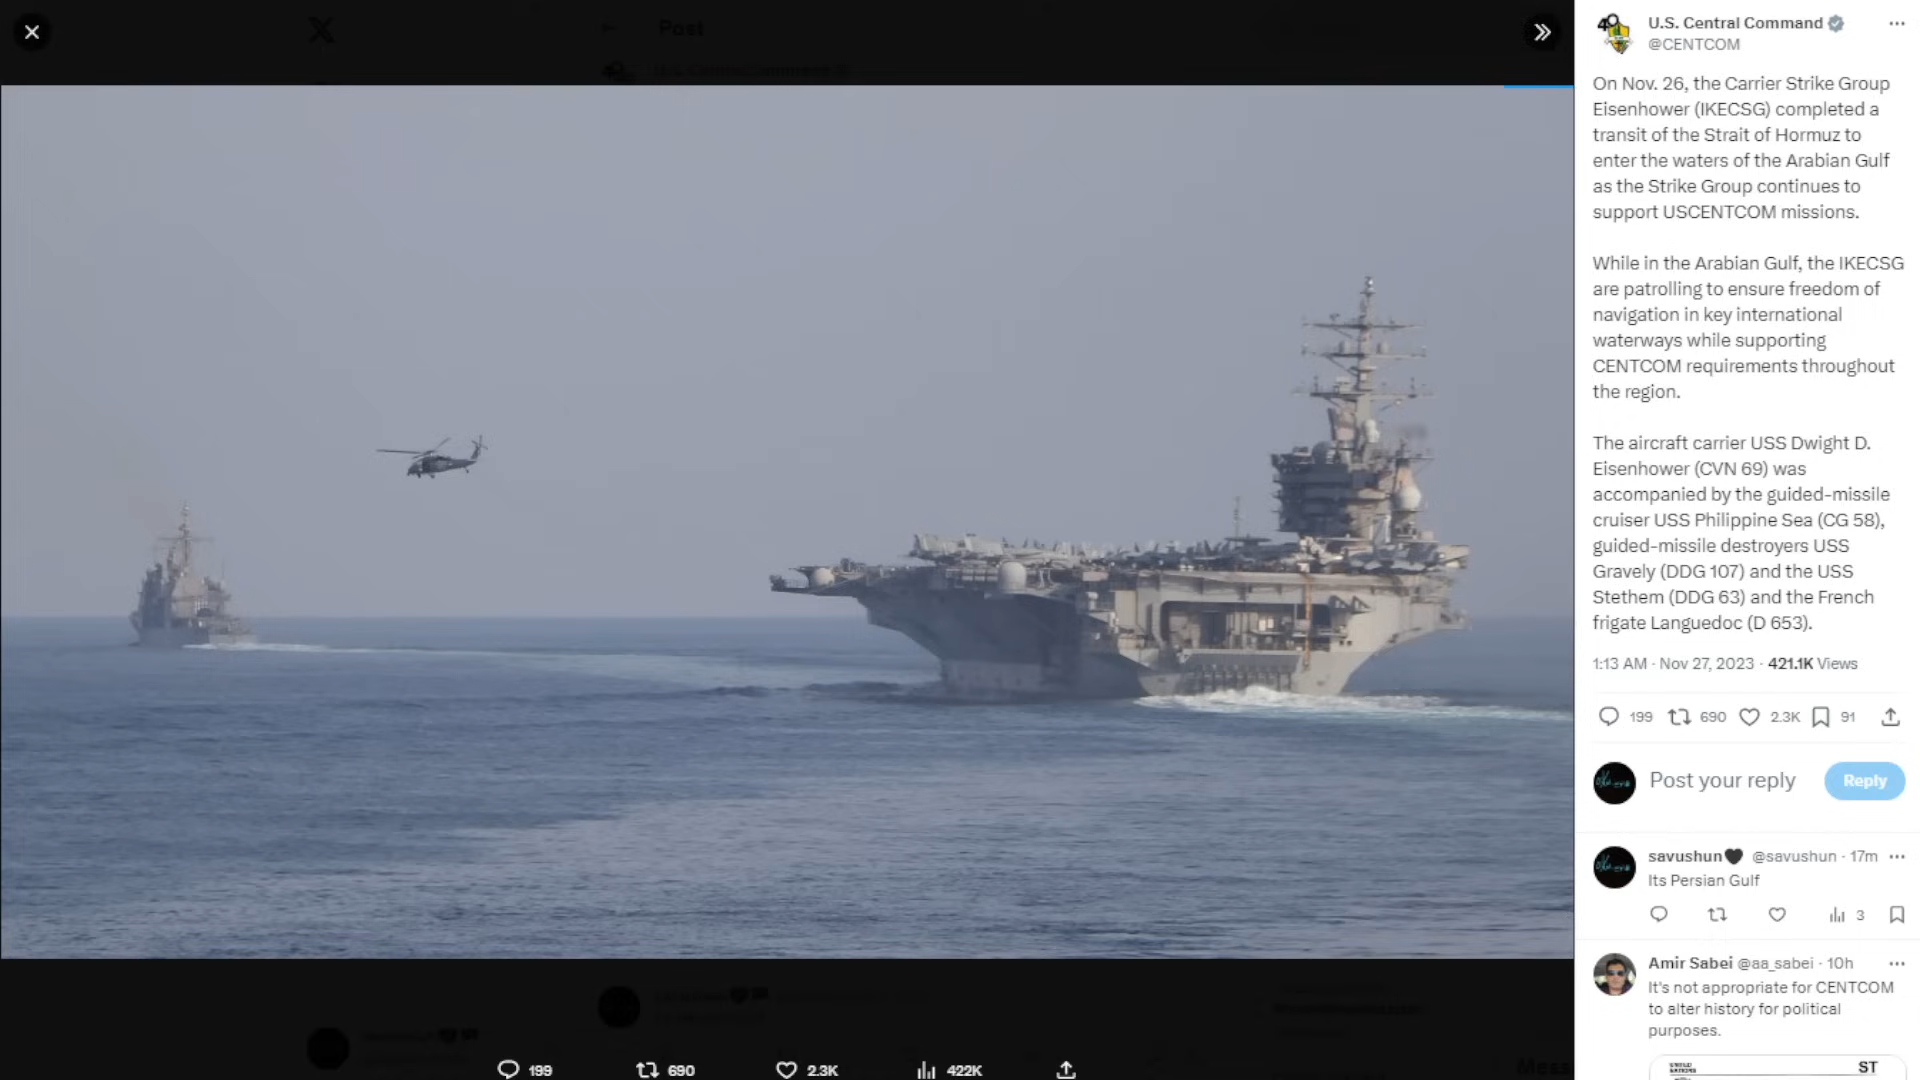 Post
U.S. Central Command
@CENTCOM
On Nov. 26, the Carrier Strike Group
Eisenhower (IKECSG) completed a
transit of the Strait of Hormuz to
enter the waters of the Arabian Gulf
as the Strike Group continues to
support USCENTCOM missions.
While in the Arabian Gulf, the IKECSG
are patrolling to ensure freedom of
navigation in key international
waterways while supporting
CENTCOM requirements throughout
the region.
The aircraft carrier USS Dwight D.
Eisenhower (CVN 69) was
accompanied by the guided-missile
cruiser USS Philippine Sea (CG 58),
guided-missile destroyers USS
Gravely (DDG 107) and the USS
Stethem (DDG 63) and the French
frigate Languedoc (D 653).
1:13 AM · Nov 27, 2023 · 421.1K Views
199 690 2.3K 91
Post your reply Reply
savushun🖤 @savushun · 17m
Its Persian Gulf
3
Amir Sabei @aa_sabei · 10h
It's not appropriate for CENTCOM
to alter history for political
purposes.
ST
199 690 2.3K 422K